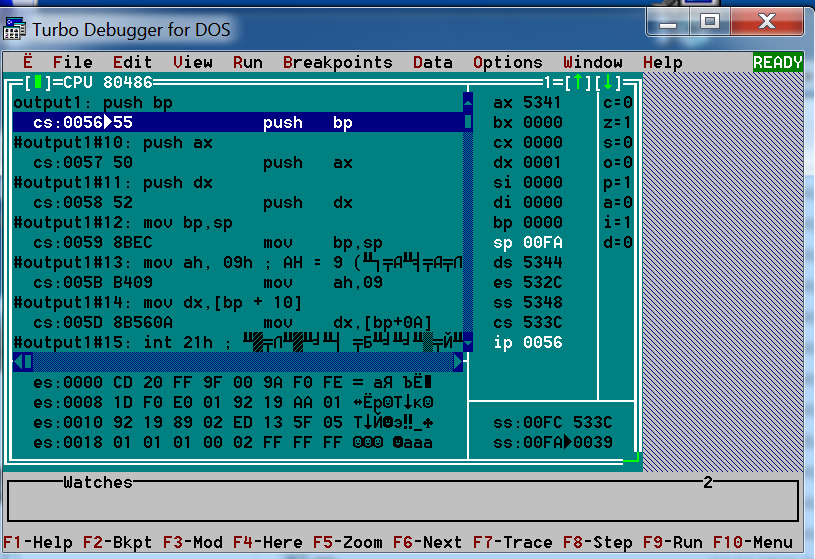 Turbo Debugger for DOS
Ë File Edit View Run Breakpoints Data Options Window Help READY
[■]=CPU 80486 1=[↑][↓]
output1: push bp
cs:0056▶55 push bp
#output1#10: push ax
cs:0057 50 push ax
#output1#11: push dx
cs:0058 52 push dx
#output1#12: mov bp,sp
cs:0059 8BEC mov bp,sp
#output1#13: mov ah, 09h ; AH = 9 (
cs:005B B409 mov ah,09
#output1#14: mov dx,[bp + 10]
cs:005D 8B560A mov dx,[bp+0A]
#output1#15: int 21h ;
ax 5341 c=0
bx 0000 z=1
cx 0000 s=0
dx 0001 o=0
si 0000 p=1
di 0000 a=0
bp 0000 i=1
sp 00FA d=0
ds 5344
es 532C
ss 5348
cs 533C
ip 0056
es:0000 CD 20 FF 9F 00 9A F0 FE = аЯ ЪЁ■
es:0008 1D F0 E0 01 92 19 AA 01 ↔Ёр☺Т↓к☺
es:0010 92 19 89 02 ED 13 5F 05 Т↓Й☻э‼_♣
es:0018 01 01 01 00 02 FF FF FF ☺☺☺ ☻
ss:00FC 533C
ss:00FA▶0039
Watches 2
F1-Help F2-Bkpt F3-Mod F4-Here F5-Zoom F6-Next F7-Trace F8-Step F9-Run F10-Menu